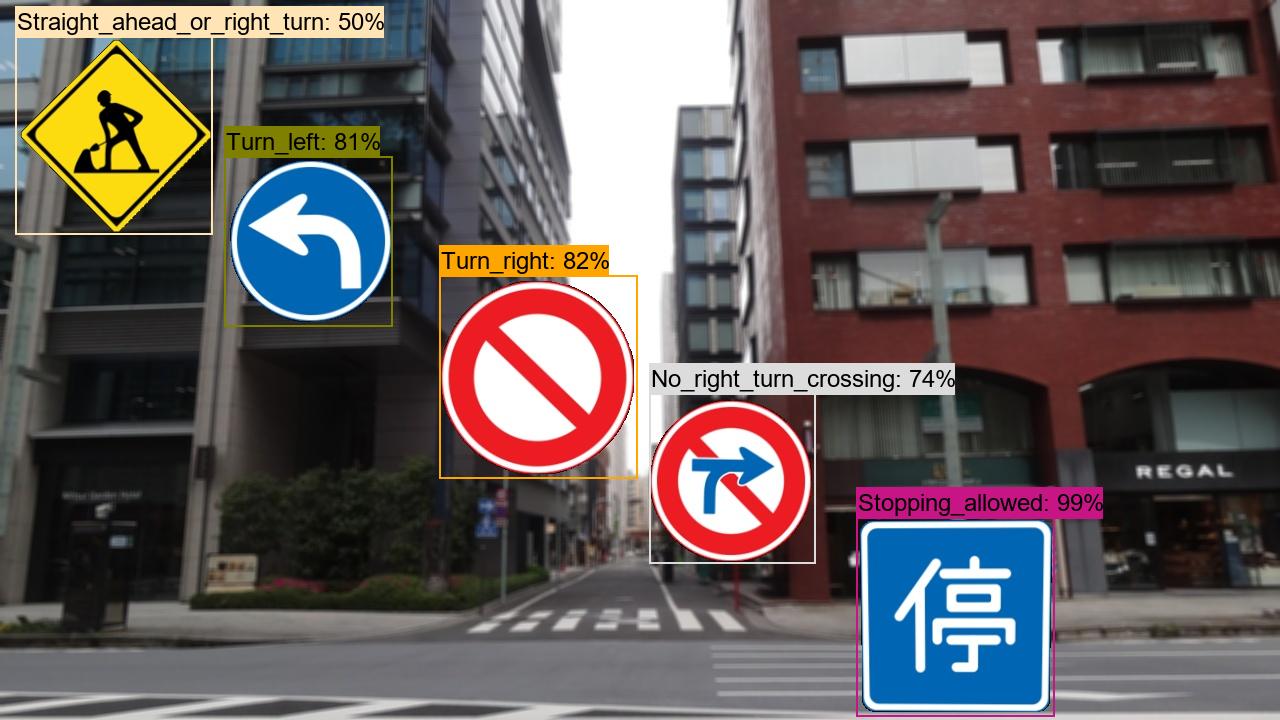 Straight_ahead_or_right_turn: 50%
Turn_left: 81%
Turn_right: 82%
No_right_turn_crossing: 74%
REGAL
Stopping_allowed: 99%
停